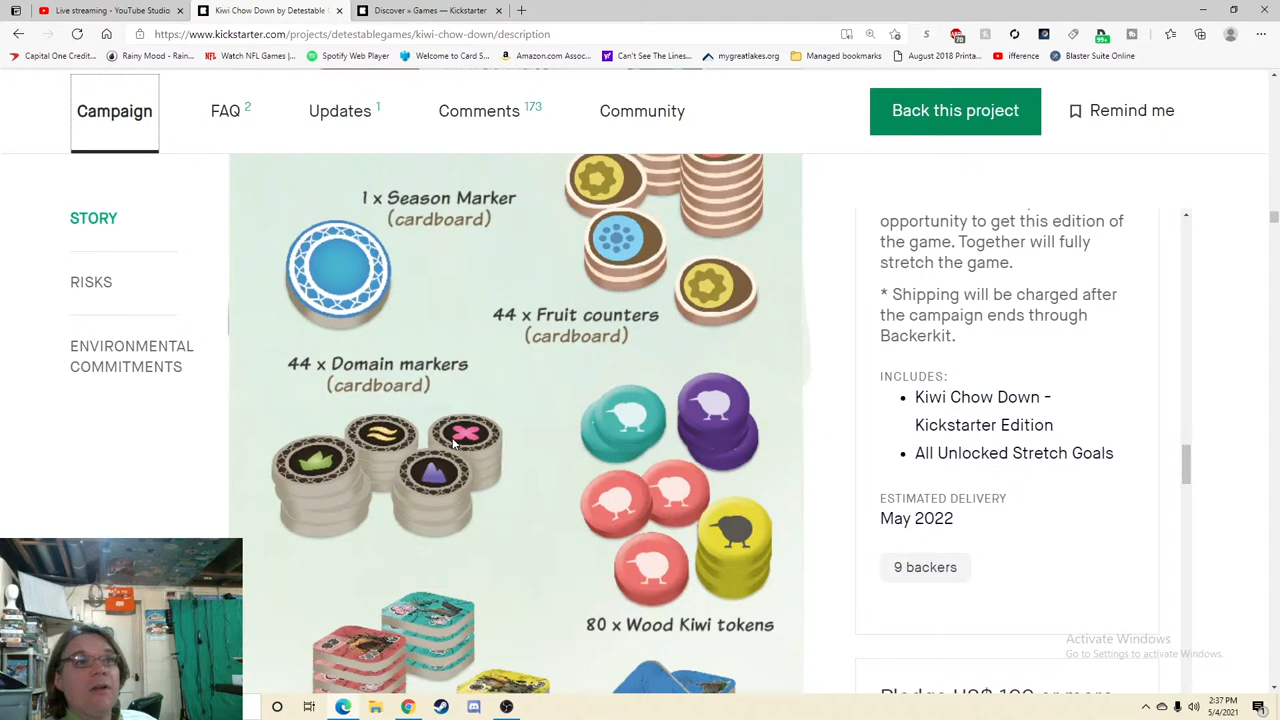 Live streaming - YouTube Studio
Kiwi Chow Down by Detestable G
Discover » Games — Kickstarter
https://www.kickstarter.com/projects/detestablegames/kiwi-chow-down/description
Capital One Credit Car...
Rainy Mood - Rain...
Watch NFL Games |...
Spotify Web Player
Welcome to Card S...
Amazon.com Assoc...
Can't See The Lines...
mygreatlakes.org
Managed bookmarks
August 2018 Printa...
ifference
Blaster Suite Online
Campaign
FAQ 2
Updates 1
Comments 173
Community
Back this project
Remind me
STORY
RISKS
ENVIRONMENTAL
COMMITMENTS
1 x Season Marker
(cardboard)
44 x Fruit counters
(cardboard)
44 x Domain markers
(cardboard)
80 x Wood Kiwi tokens
opportunity to get this edition of
the game. Together will fully
stretch the game.
* Shipping will be charged after
the campaign ends through
Backerkit.
INCLUDES:
• Kiwi Chow Down -
Kickstarter Edition
• All Unlocked Stretch Goals
ESTIMATED DELIVERY
May 2022
9 backers
Activate Windows
Go to Settings to activate Windows.
2:37 PM
5/4/2021